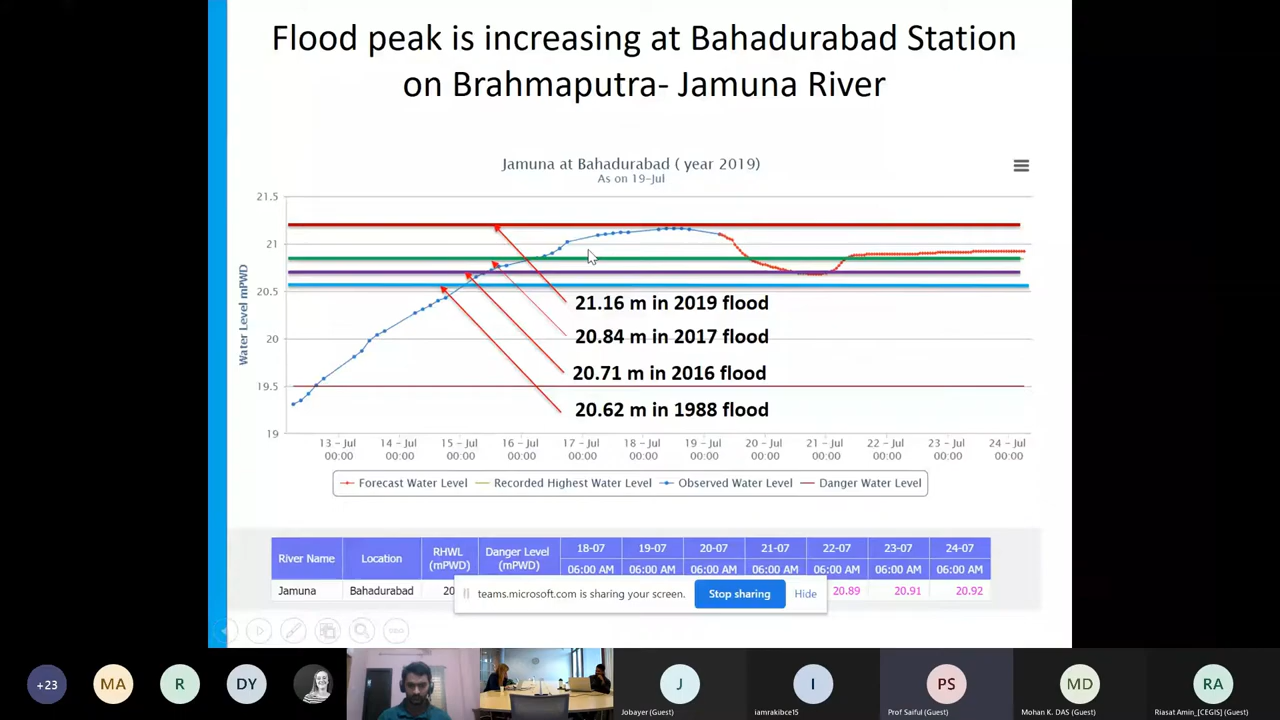 Flood peak is increasing at Bahadurabad Station
on Brahmaputra- Jamuna River
Jamuna at Bahadurabad ( year 2019)
As on 19-Jul
Water Level mPWD
21.5
21
20.5
20
19.5
19
21.16 m in 2019 flood
20.84 m in 2017 flood
20.71 m in 2016 flood
20.62 m in 1988 flood
13 - Jul 14 - Jul 15 - Jul 16 - Jul 17 - Jul 18 - Jul 19 - Jul 20 - Jul 21 - Jul 22 - Jul 23 - Jul 24 - Jul
00:00 00:00 00:00 00:00 00:00 00:00 00:00 00:00 00:00 00:00 00:00 00:00
Forecast Water Level Recorded Highest Water Level Observed Water Level Danger Water Level
River Name Location RHWL (mPWD) Danger Level (mPWD) 18-07 19-07 20-07 21-07 22-07 23-07 24-07
06:00 AM 06:00 AM 06:00 AM 06:00 AM 06:00 AM 06:00 AM 06:00 AM
Jamuna Bahadurabad 20 20.89 20.91 20.92
teams.microsoft.com is sharing your screen. Stop sharing Hide
+23 MA R DY J I PS MD RA
Jobayer (Guest) iamrakibce15 Prof Saiful (Guest) Mohan K. DAS (Guest) Riasat Amin_[CEGIS] (Guest)